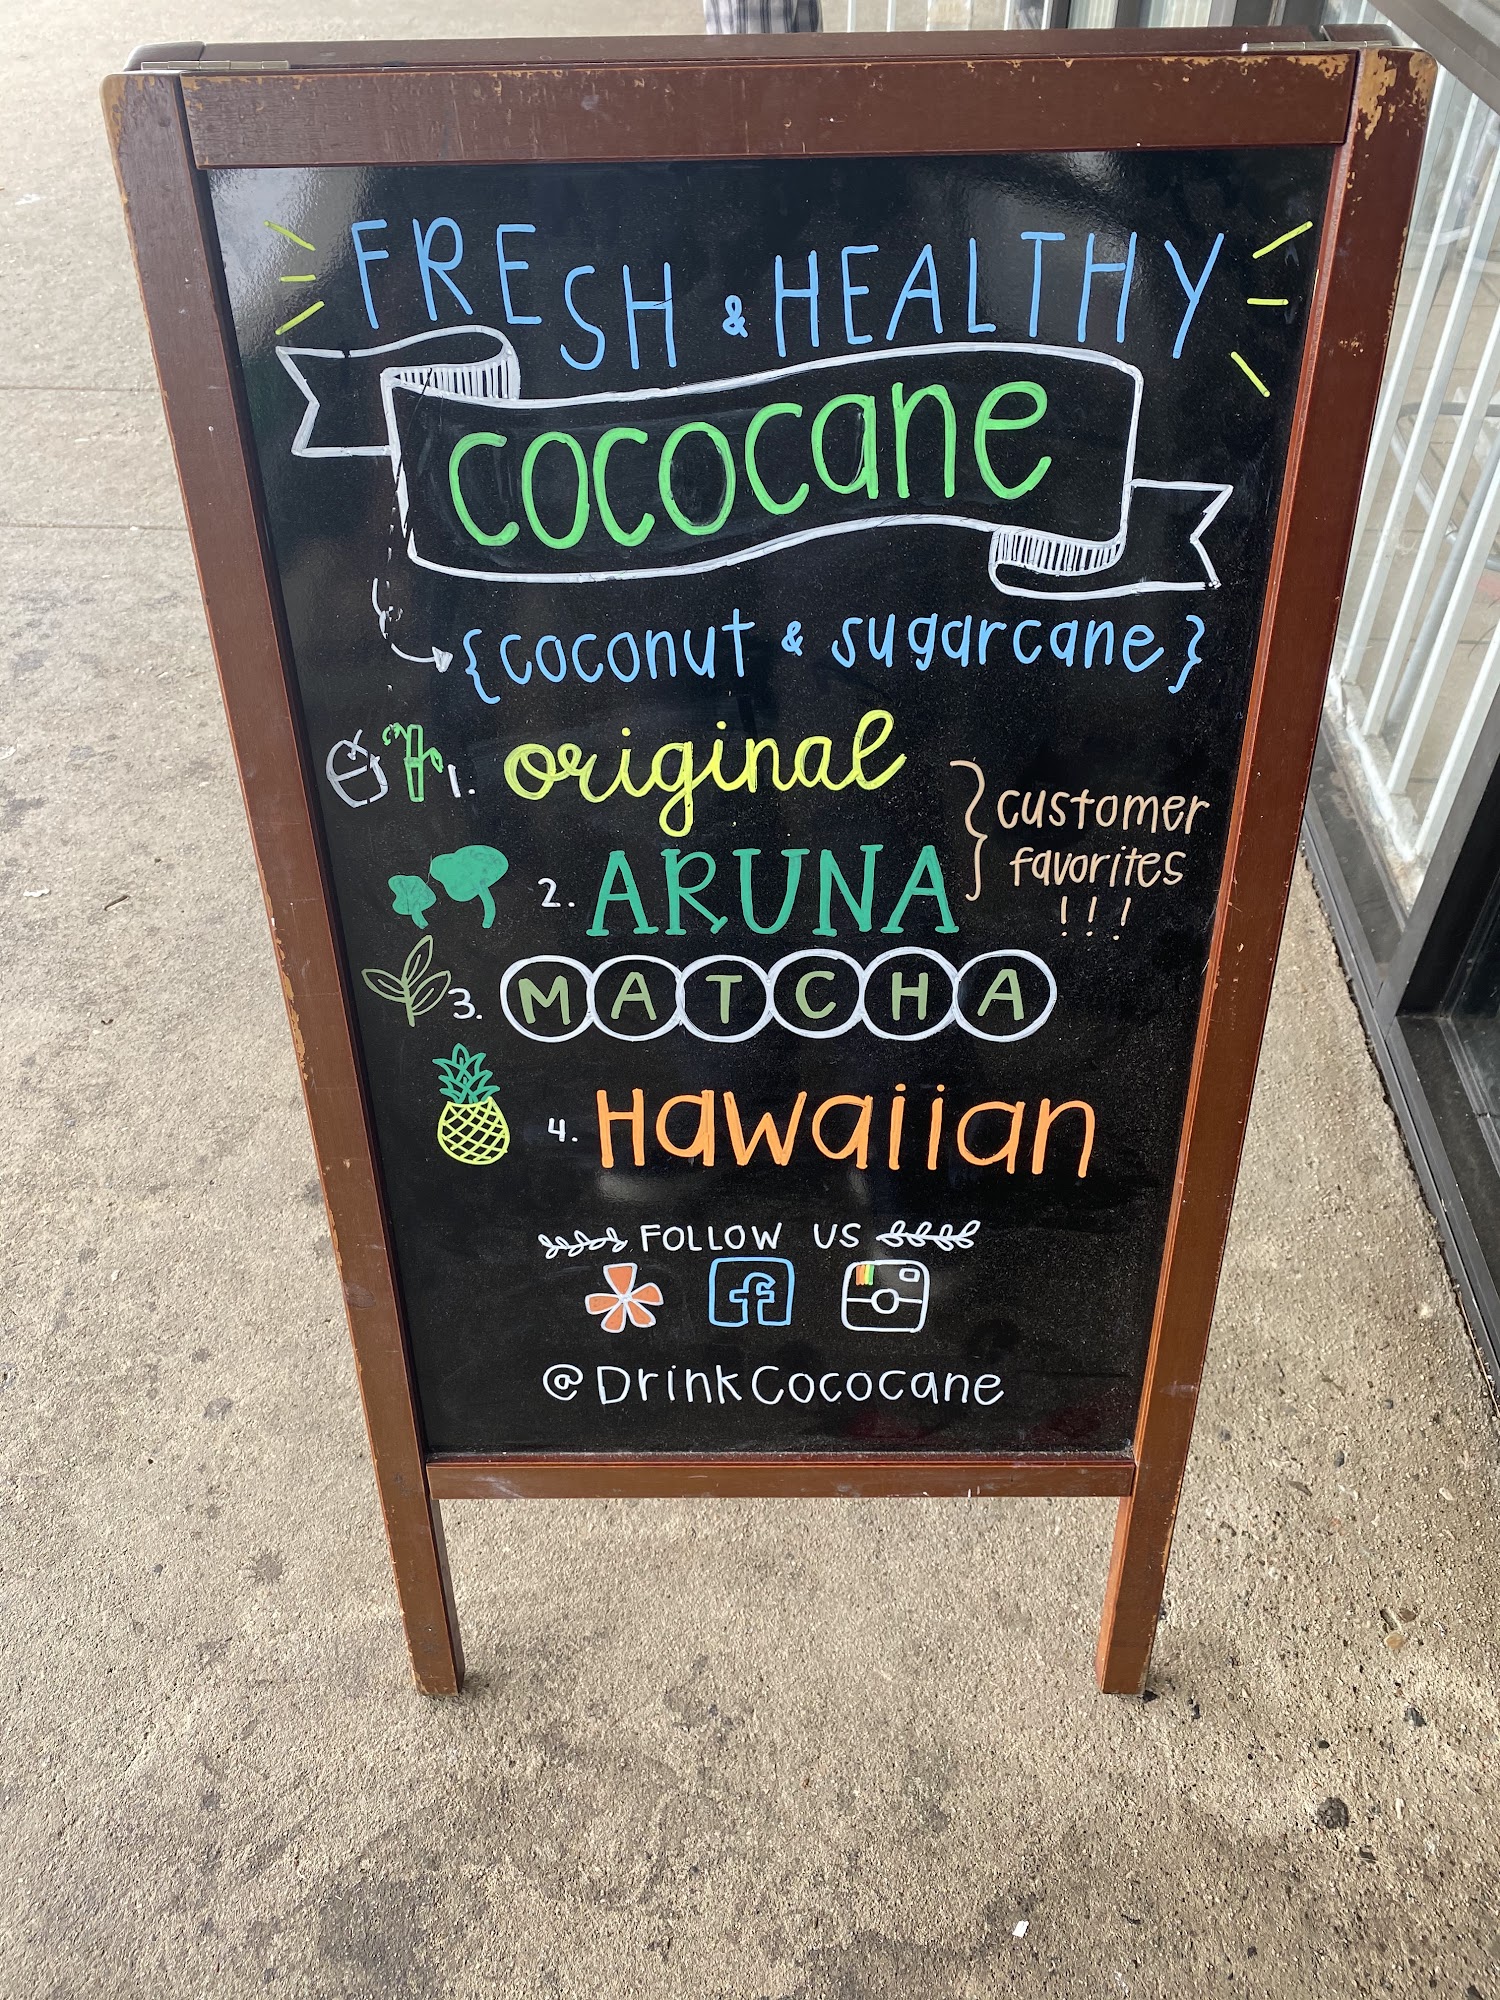 FRESH & HEALTHY
cococane
{coconut & sugarcane}
1. original
customer
favorites
!!!
2. ARUNA
3. MATCHA
4. Hawaiian
FOLLOW US
f
@DrinkCococane